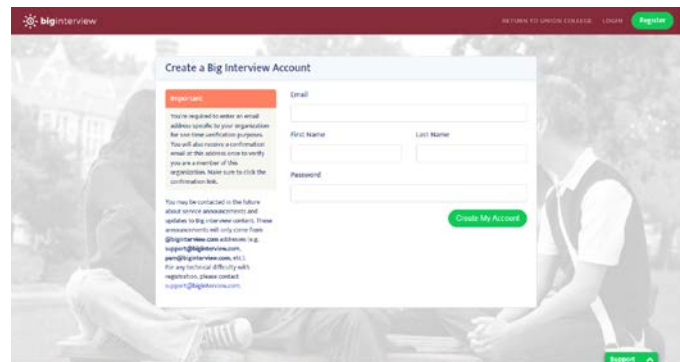 biginterview
RETURN TO UNION COLLEGE LOGIN Register
Create a Big Interview Account
Important
You're required to enter an email
address specific to your organization
for one time verification purposes.
You will also receive a confirmation
email at this address once to verify
you are a member of this
organization. Make sure to click the
confirmation link.
You may be contacted in the future
about service announcements and
updates to Big Interview content. These
announcements will only come from
@biginterview.com addresses (e.g.
support@biginterview.com,
pam@biginterview.com, etc.).
For any technical difficulty with
registration, please contact
support@biginterview.com.
Email
First Name Last Name
Password
Create My Account
Support